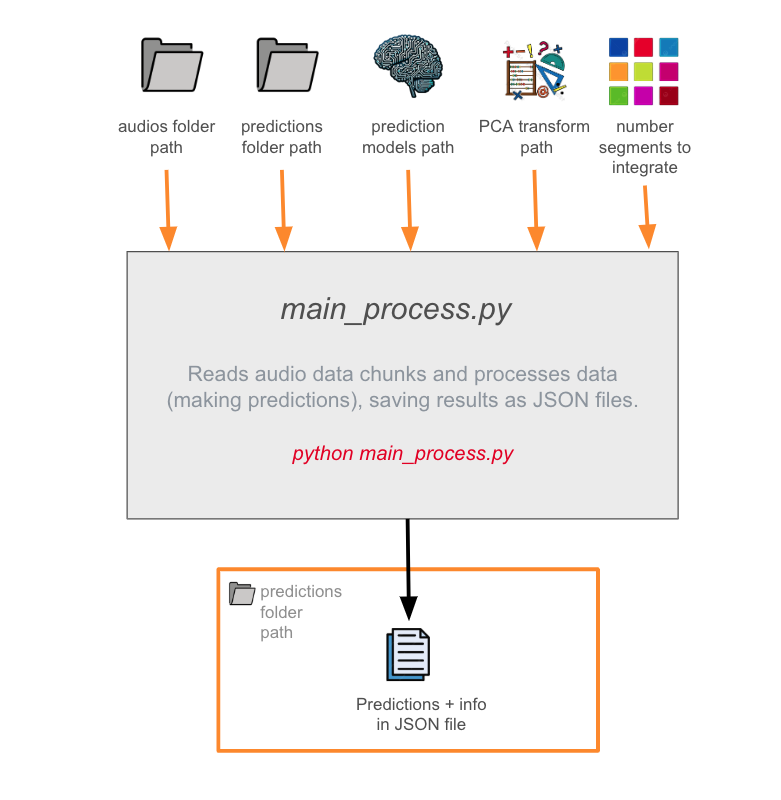 audios folder
path
predictions
folder path
prediction
models path
PCA transform
path
number
segments to
integrate
main_process.py
Reads audio data chunks and processes data
(making predictions), saving results as JSON files.
python main_process.py
predictions
folder
path
Predictions + info
in JSON file